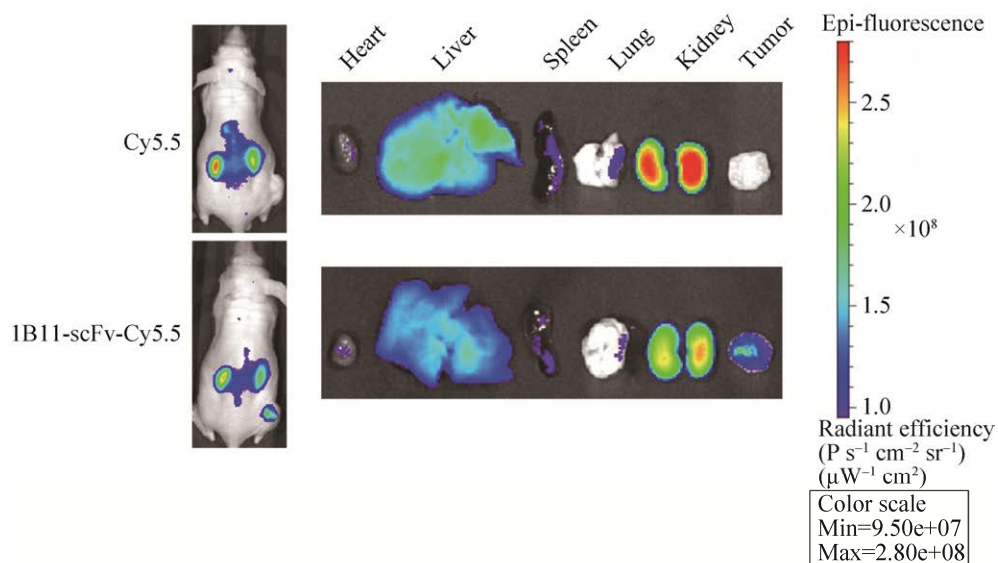 Heart
Liver
Spleen
Lung
Kidney
Tumor
Epi-fluorescence
Cy5.5
1B11-scFv-Cy5.5
2.5
2.0
×10⁸
1.5
1.0
Radiant efficiency
(P s⁻¹ cm⁻² sr⁻¹)
(µW⁻¹ cm²)
Color scale
Min=9.50e+07
Max=2.80e+08